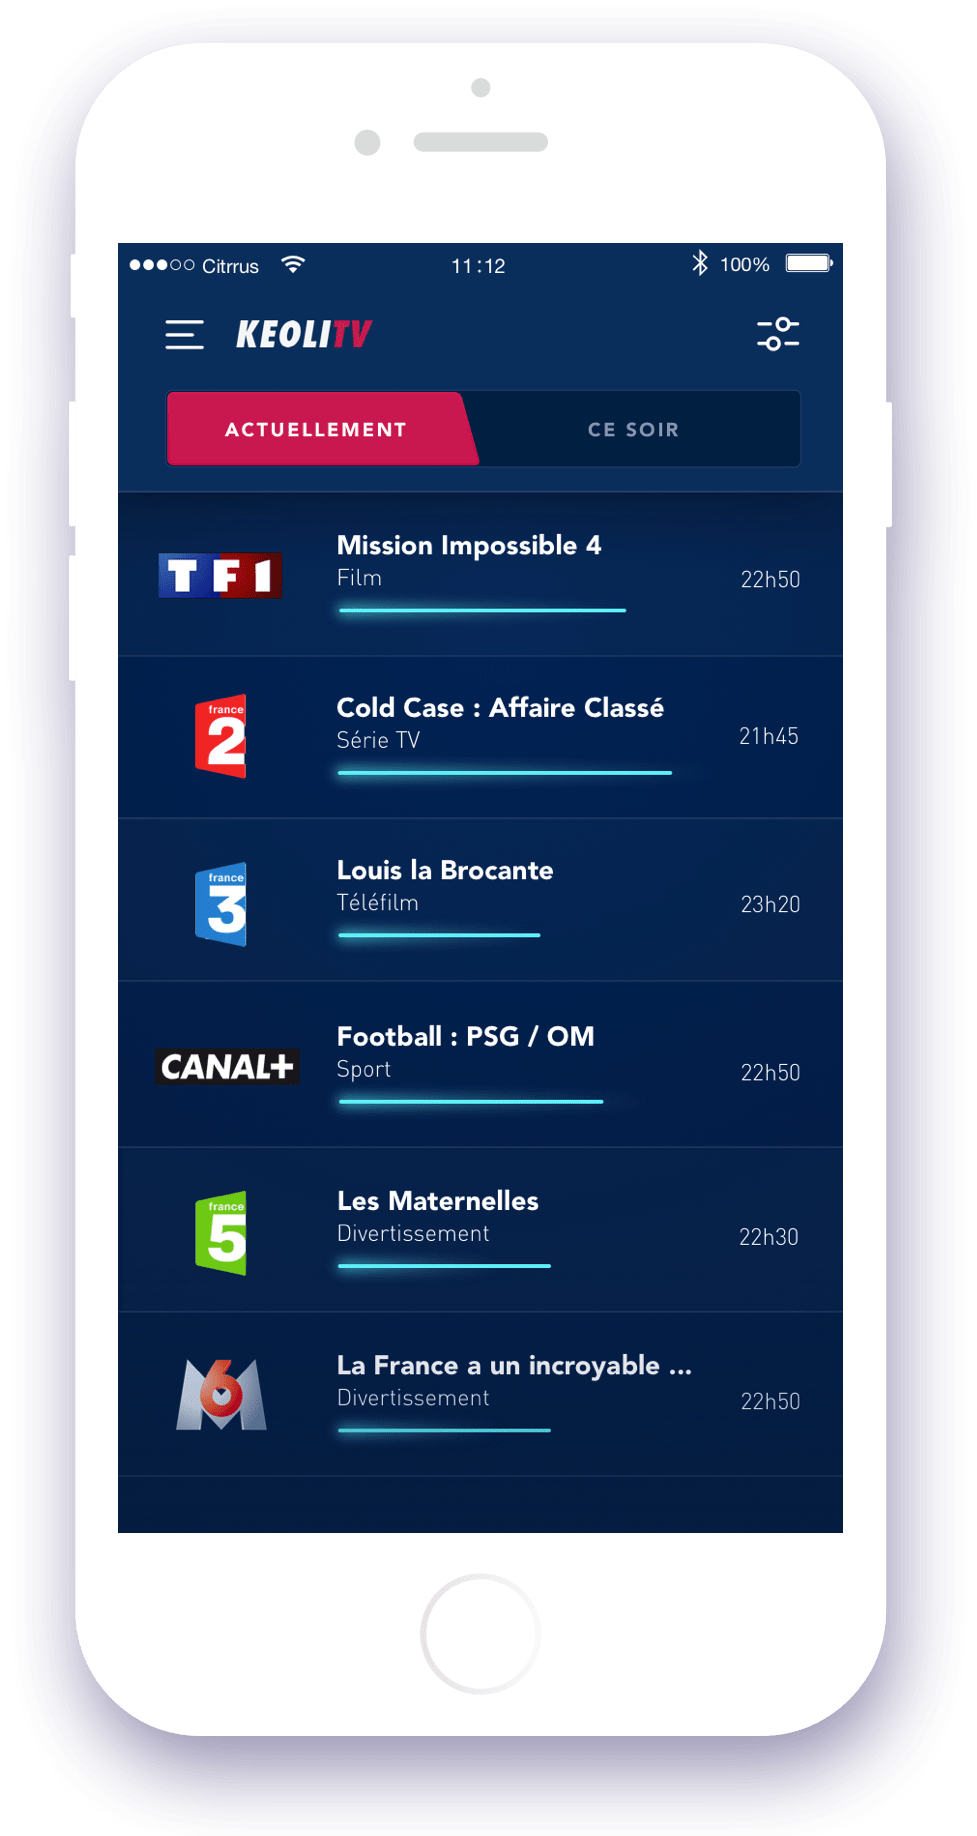 Citrrus 11:12 100%
KEOLITV
ACTUELLEMENT CE SOIR
TF1
Mission Impossible 4
Film
22h50
france
2
Cold Case : Affaire Classé
Série TV
21h45
france
3
Louis la Brocante
Téléfilm
23h20
CANAL+
Football : PSG / OM
Sport
22h50
france
5
Les Maternelles
Divertissement
22h30
M6
La France a un incroyable ...
Divertissement
22h50